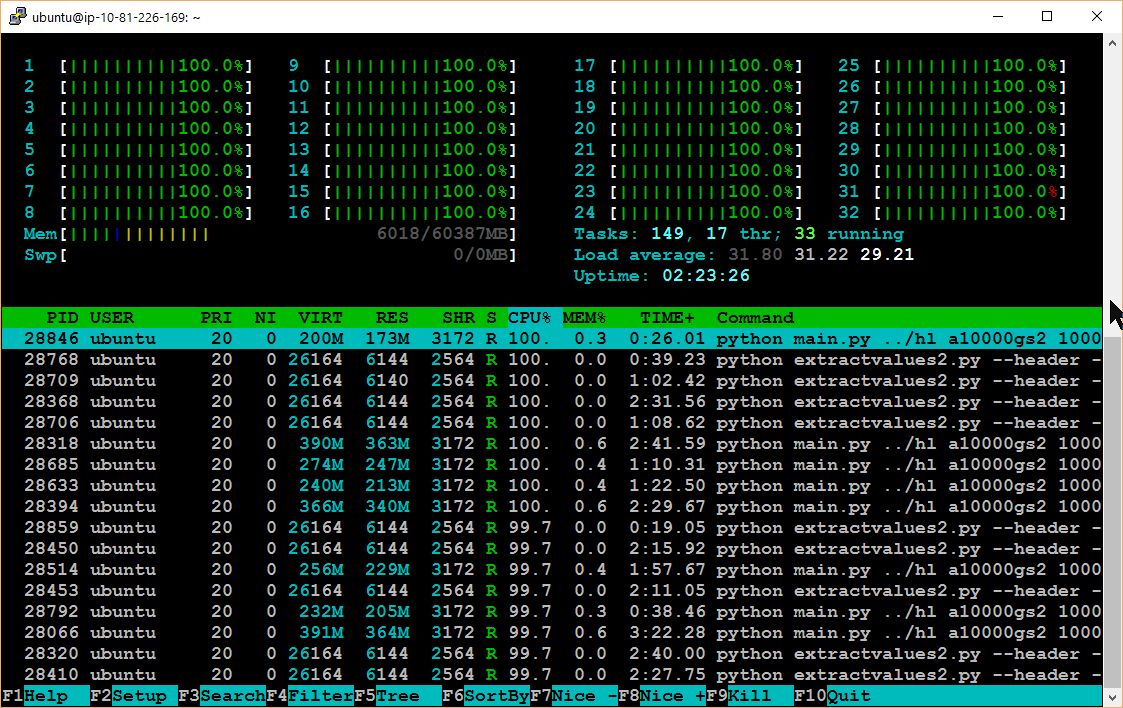 ubuntu@ip-10-81-226-169: ~
1 [||||||||||100.0%] 9 [||||||||||100.0%] 17 [||||||||||100.0%] 25 [||||||||||100.0%]
2 [||||||||||100.0%] 10 [||||||||||100.0%] 18 [||||||||||100.0%] 26 [||||||||||100.0%]
3 [||||||||||100.0%] 11 [||||||||||100.0%] 19 [||||||||||100.0%] 27 [||||||||||100.0%]
4 [||||||||||100.0%] 12 [||||||||||100.0%] 20 [||||||||||100.0%] 28 [||||||||||100.0%]
5 [||||||||||100.0%] 13 [||||||||||100.0%] 21 [||||||||||100.0%] 29 [||||||||||100.0%]
6 [||||||||||100.0%] 14 [||||||||||100.0%] 22 [||||||||||100.0%] 30 [||||||||||100.0%]
7 [||||||||||100.0%] 15 [||||||||||100.0%] 23 [||||||||||100.0%] 31 [||||||||||100.0%]
8 [||||||||||100.0%] 16 [||||||||||100.0%] 24 [||||||||||100.0%] 32 [||||||||||100.0%]
Mem[||||||||||||| 6018/60387MB] Tasks: 149, 17 thr; 33 running
Swp[ 0/0MB] Load average: 31.80 31.22 29.21
Uptime: 02:23:26
PID USER PRI NI VIRT RES SHR S CPU% MEM% TIME+ Command
28846 ubuntu 20 0 200M 173M 3172 R 100. 0.3 0:26.01 python main.py ../hl a10000gs2 1000
28768 ubuntu 20 0 26164 6144 2564 R 100. 0.0 0:39.23 python extractvalues2.py --header -
28709 ubuntu 20 0 26164 6140 2564 R 100. 0.0 1:02.42 python extractvalues2.py --header -
28368 ubuntu 20 0 26164 6144 2564 R 100. 0.0 2:31.56 python extractvalues2.py --header -
28706 ubuntu 20 0 26164 6144 2564 R 100. 0.0 1:08.62 python extractvalues2.py --header -
28318 ubuntu 20 0 390M 363M 3172 R 100. 0.6 2:41.59 python main.py ../hl a10000gs2 1000
28685 ubuntu 20 0 274M 247M 3172 R 100. 0.4 1:10.31 python main.py ../hl a10000gs2 1000
28633 ubuntu 20 0 240M 213M 3172 R 100. 0.4 1:22.50 python main.py ../hl a10000gs2 1000
28394 ubuntu 20 0 366M 340M 3172 R 100. 0.6 2:29.67 python main.py ../hl a10000gs2 1000
28859 ubuntu 20 0 26164 6144 2564 R 99.7 0.0 0:19.05 python extractvalues2.py --header -
28450 ubuntu 20 0 26164 6144 2564 R 99.7 0.0 2:15.92 python extractvalues2.py --header -
28514 ubuntu 20 0 256M 229M 3172 R 99.7 0.4 1:57.67 python main.py ../hl a10000gs2 1000
28453 ubuntu 20 0 26164 6144 2564 R 99.7 0.0 2:11.05 python extractvalues2.py --header -
28792 ubuntu 20 0 232M 205M 3172 R 99.7 0.3 0:38.46 python main.py ../hl a10000gs2 1000
28066 ubuntu 20 0 391M 364M 3172 R 99.7 0.6 3:22.28 python main.py ../hl a10000gs2 1000
28320 ubuntu 20 0 26164 6144 2564 R 99.7 0.0 2:40.00 python extractvalues2.py --header -
28410 ubuntu 20 0 26164 6144 2564 R 99.7 0.0 2:27.75 python extractvalues2.py --header -
F1Help F2Setup F3SearchF4FilterF5Tree F6SortByF7Nice -F8Nice +F9Kill F10Quit